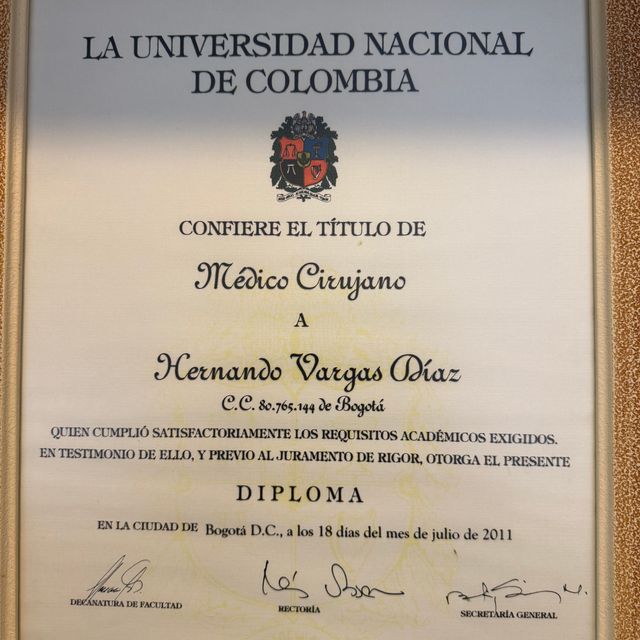 LA UNIVERSIDAD NACIONAL
DE COLOMBIA
CONFIERE EL TÍTULO DE
Médico Cirujano
A
Hernando Vargas Díaz
C.C. 80.765.144 de Bogotá
QUIEN CUMPLIÓ SATISFACTORIAMENTE LOS REQUISITOS ACADÉMICOS EXIGIDOS.
EN TESTIMONIO DE ELLO, Y PREVIO AL JURAMENTO DE RIGOR, OTORGA EL PRESENTE
DIPLOMA
EN LA CIUDAD DE Bogotá D.C., a los 18 días del mes de julio de 2011
DECANATURA DE FACULTAD
RECTORÍA
SECRETARÍA GENERAL